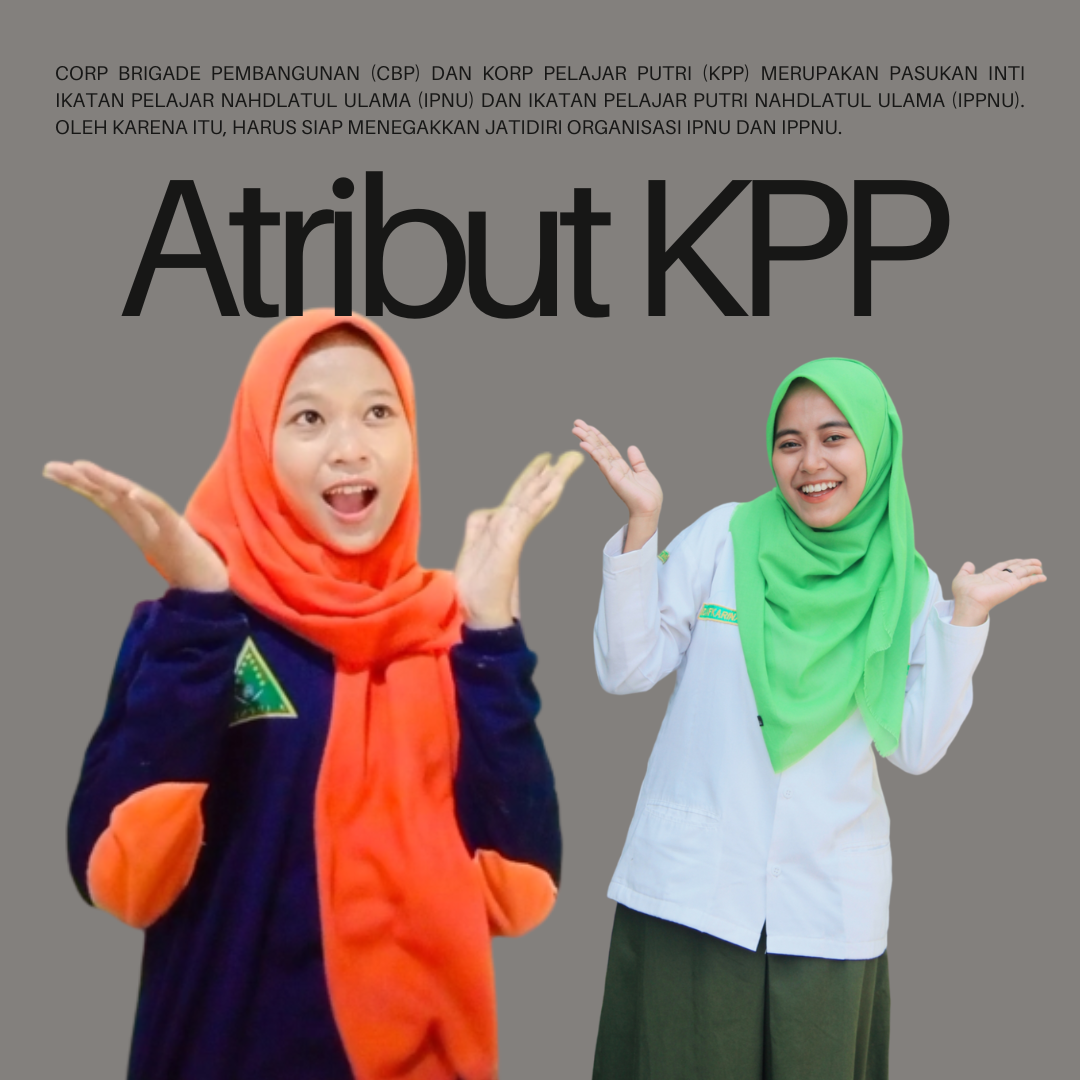 CORP BRIGADE PEMBANGUNAN (CBP) DAN KORP PELAJAR PUTRI (KPP) MERUPAKAN PASUKAN INTI
IKATAN PELAJAR NAHDLATUL ULAMA (IPNU) DAN IKATAN PELAJAR PUTRI NAHDLATUL ULAMA (IPPNU).
OLEH KARENA ITU, HARUS SIAP MENEGAKKAN JATIDIRI ORGANISASI IPNU DAN IPPNU.
Atribut KPP